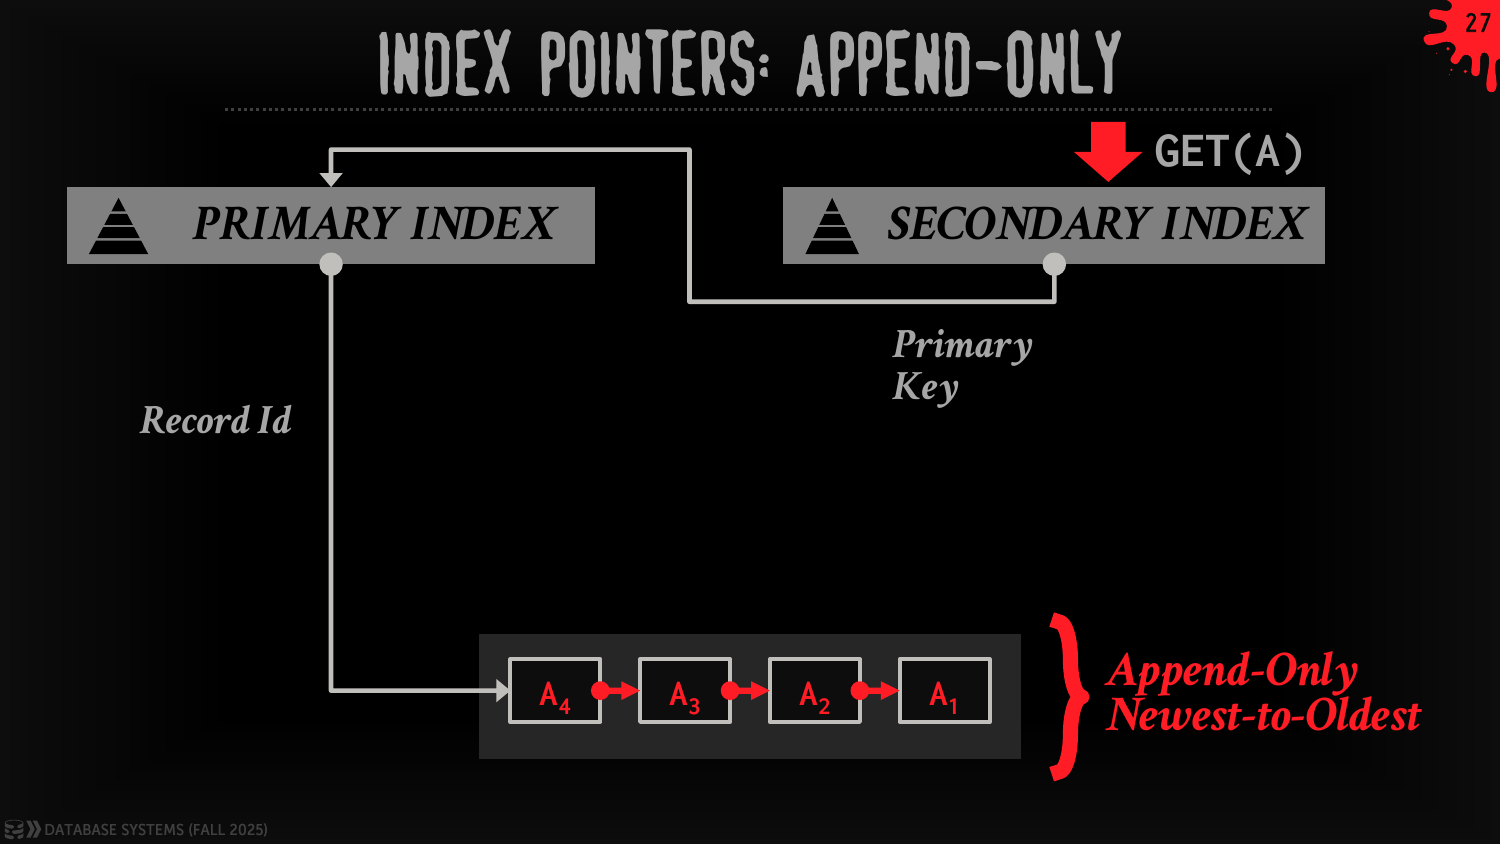 27
INDEX POINTERS: APPEND-ONLY
GET(A)
PRIMARY INDEX
SECONDARY INDEX
Primary
Key
Record Id
A4
A3
A2
A1
Append-Only
Newest-to-Oldest
DATABASE SYSTEMS (FALL 2025)